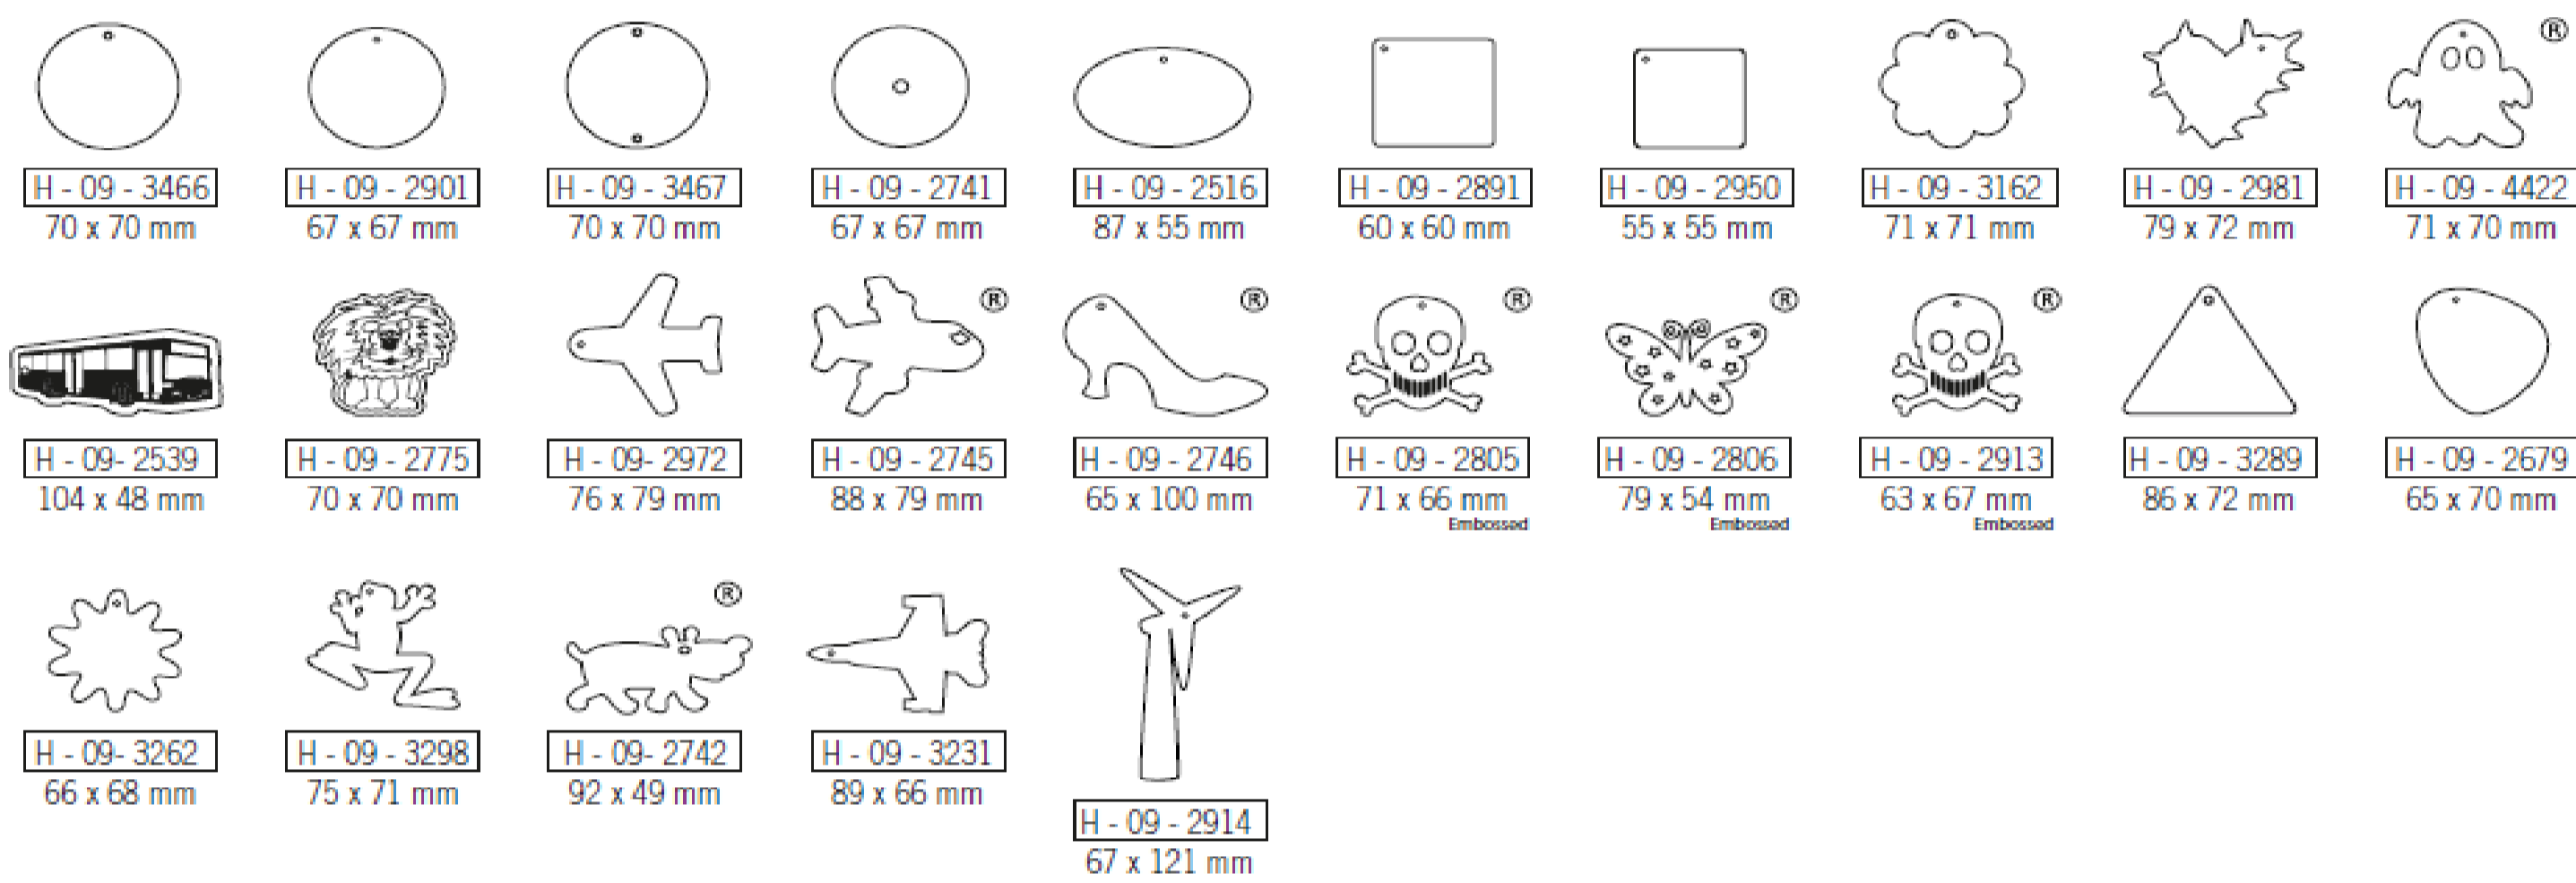 ®
H - 09 - 3466 H - 09 - 2901 H - 09 - 3467 H - 09 - 2741 H - 09 - 2516 H - 09 - 2891 H - 09 - 2950 H - 09 - 3162 H - 09 - 2981 H - 09 - 4422
70 x 70 mm 67 x 67 mm 70 x 70 mm 67 x 67 mm 87 x 55 mm 60 x 60 mm 55 x 55 mm 71 x 71 mm 79 x 72 mm 71 x 70 mm
® ® ® ® ®
H - 09- 2539 H - 09 - 2775 H - 09- 2972 H - 09 - 2745 H - 09 - 2746 H - 09 - 2805 H - 09 - 2806 H - 09 - 2913 H - 09 - 3289 H - 09 - 2679
104 x 48 mm 70 x 70 mm 76 x 79 mm 88 x 79 mm 65 x 100 mm 71 x 66 mm 79 x 54 mm 63 x 67 mm 86 x 72 mm 65 x 70 mm
Embossed Embossed Embossed
®
H - 09- 3262 H - 09 - 3298 H - 09- 2742 H - 09 - 3231
66 x 68 mm 75 x 71 mm 92 x 49 mm 89 x 66 mm
H - 09 - 2914
67 x 121 mm